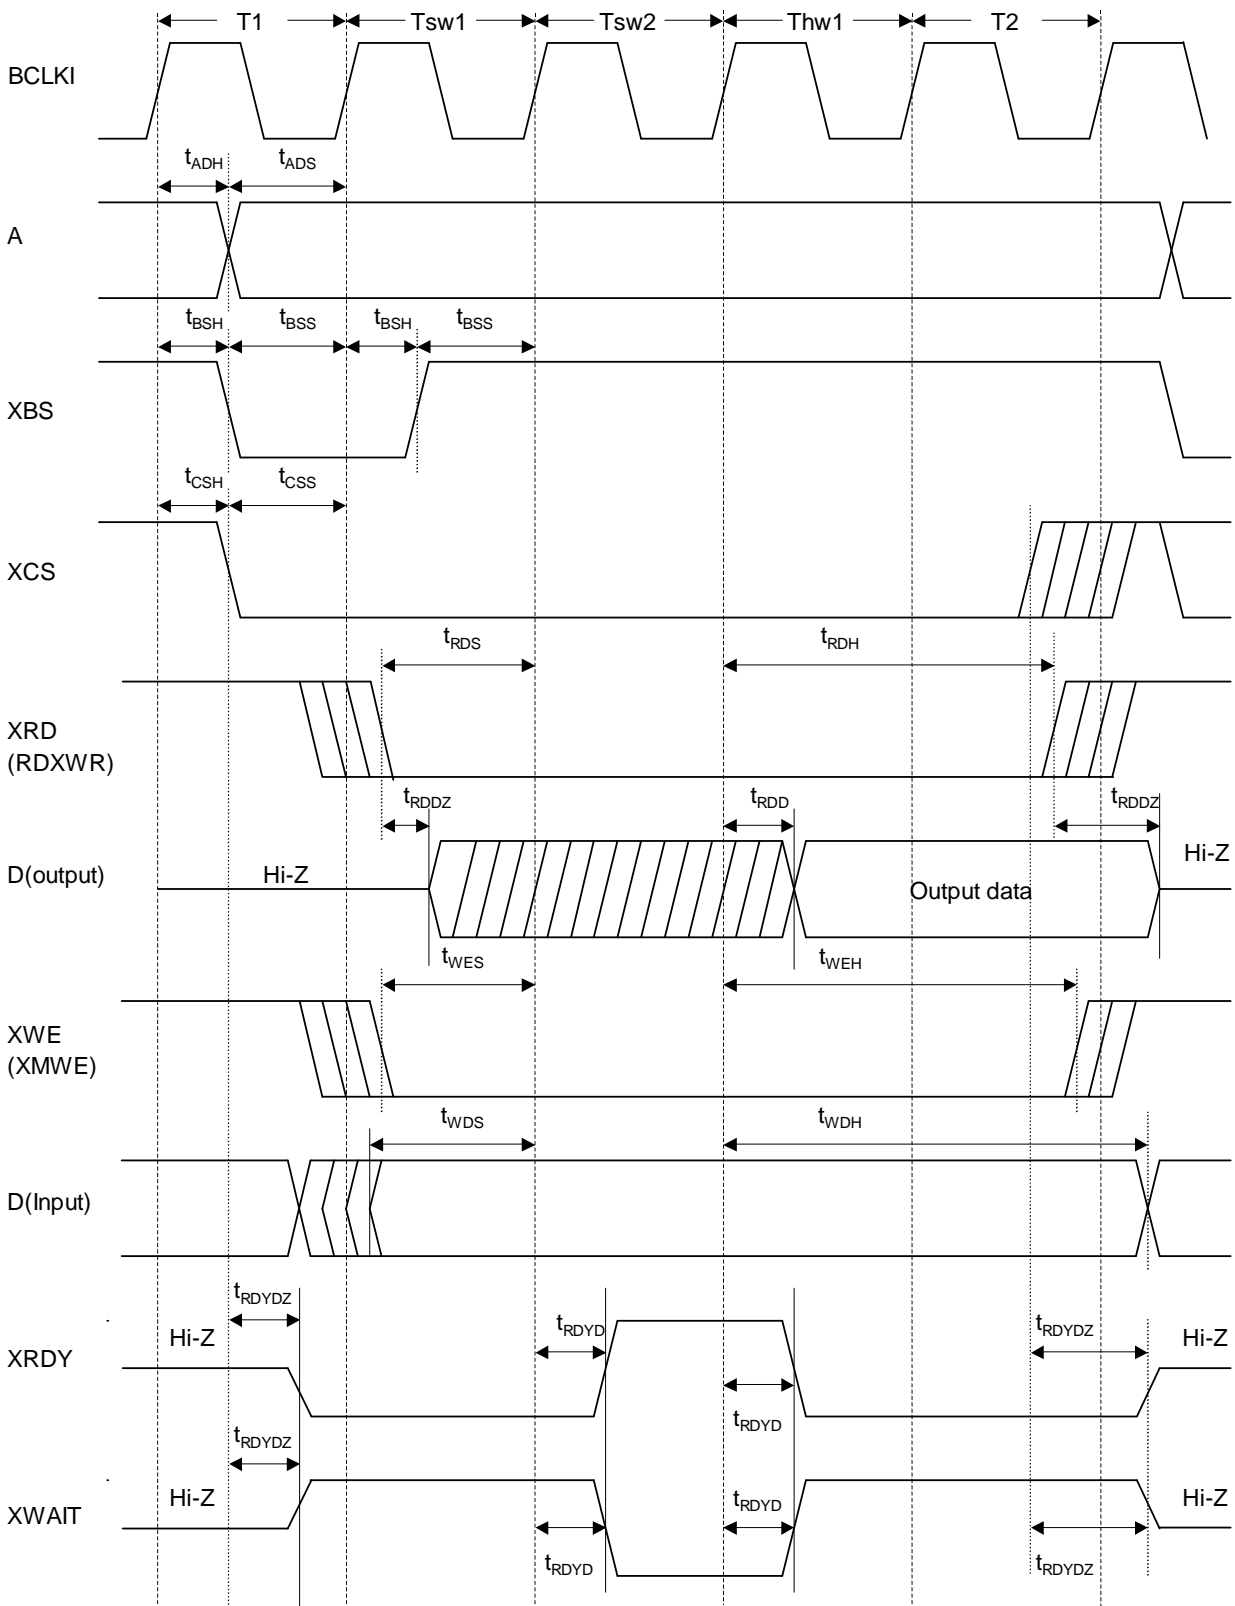 T1 Tsw1 Tsw2 Thw1 T2
BCLKI
tADH tADS
A
tBSH tBSS tBSH tBSS
XBS
tCSH tCSS
XCS
tRDS tRDH
XRD
(RDXWR)
tRDDZ tRDD tRDDZ
D(output) Hi-Z Output data Hi-Z
tWES tWEH
XWE
(XMWE)
tWDS tWDH
D(Input)
tRDYDZ
XRDY Hi-Z tRDYD tRDYDZ Hi-Z
tRDYD
tRDYDZ
XWAIT Hi-Z tRDYD Hi-Z
tRDYD tRDYDZ